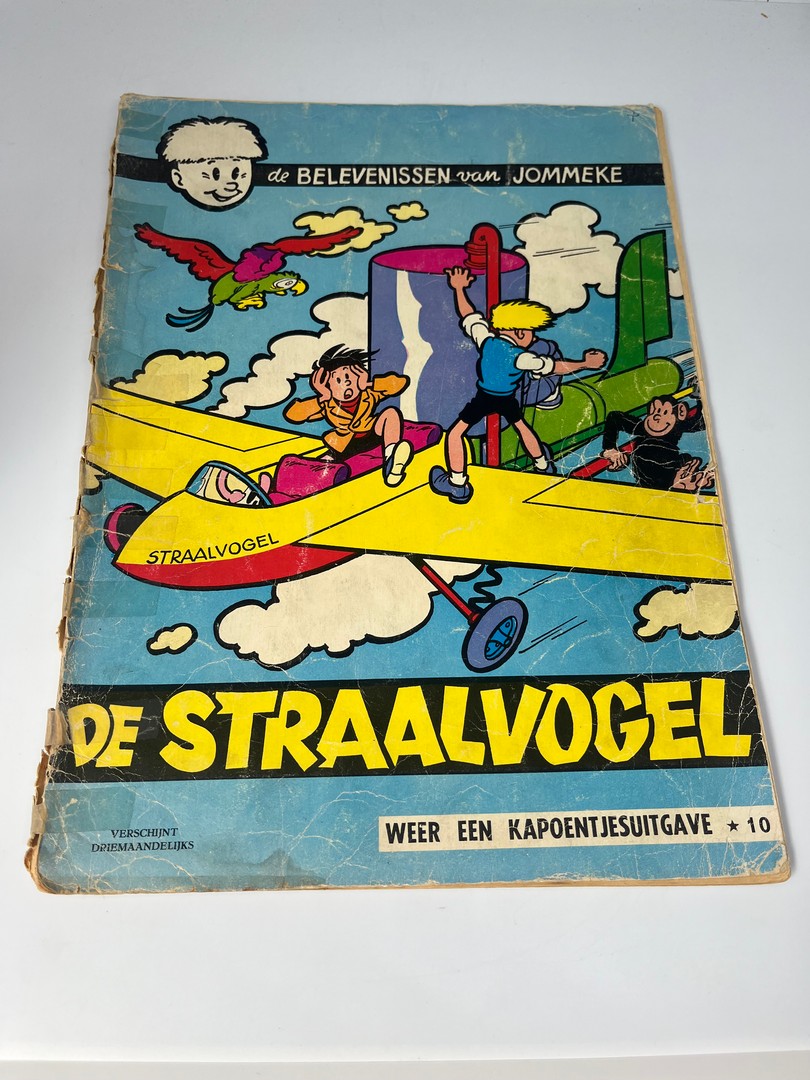 de BELEVENISSEN van JOMMEKE
STRAALVOGEL
DE STRAALVOGEL
VERSCHIJNT
DRIEMAANDELIJKS
WEER EEN KAPOENTJESUITGAVE ★ 10